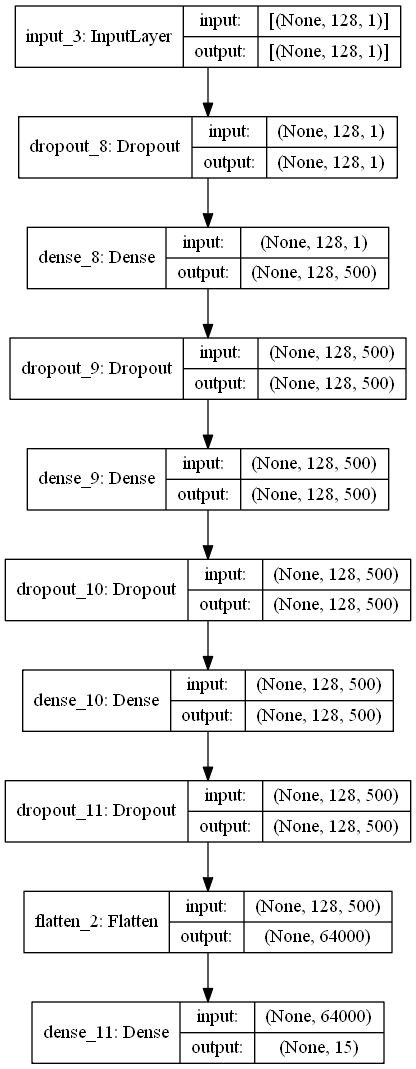 input_3: InputLayer
input: [(None, 128, 1)]
output: [(None, 128, 1)]
dropout_8: Dropout
input: (None, 128, 1)
output: (None, 128, 1)
dense_8: Dense
input: (None, 128, 1)
output: (None, 128, 500)
dropout_9: Dropout
input: (None, 128, 500)
output: (None, 128, 500)
dense_9: Dense
input: (None, 128, 500)
output: (None, 128, 500)
dropout_10: Dropout
input: (None, 128, 500)
output: (None, 128, 500)
dense_10: Dense
input: (None, 128, 500)
output: (None, 128, 500)
dropout_11: Dropout
input: (None, 128, 500)
output: (None, 128, 500)
flatten_2: Flatten
input: (None, 128, 500)
output: (None, 64000)
dense_11: Dense
input: (None, 64000)
output: (None, 15)